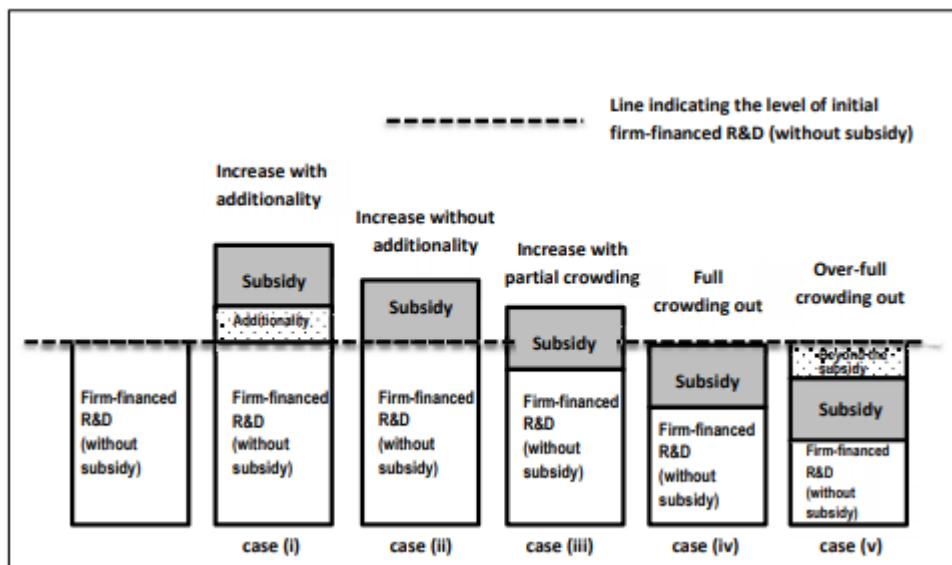 Line indicating the level of initial
firm-financed R&D (without subsidy)
Increase with
additionality
Subsidy
Additionality
Firm-financed
R&D
(without
subsidy)
case (i)
Increase without
additionality
Subsidy
Firm-financed
R&D
(without
subsidy)
case (ii)
Increase with
partial crowding
Subsidy
Firm-financed
R&D
(without
subsidy)
case (iii)
Full
crowding out
Subsidy
Firm-financed
R&D
(without
subsidy)
case (iv)
Over-full
crowding out
Beyond the
subsidy
Subsidy
Firm-financed
R&D
(without
subsidy)
case (v)
Firm-financed
R&D
(without
subsidy)